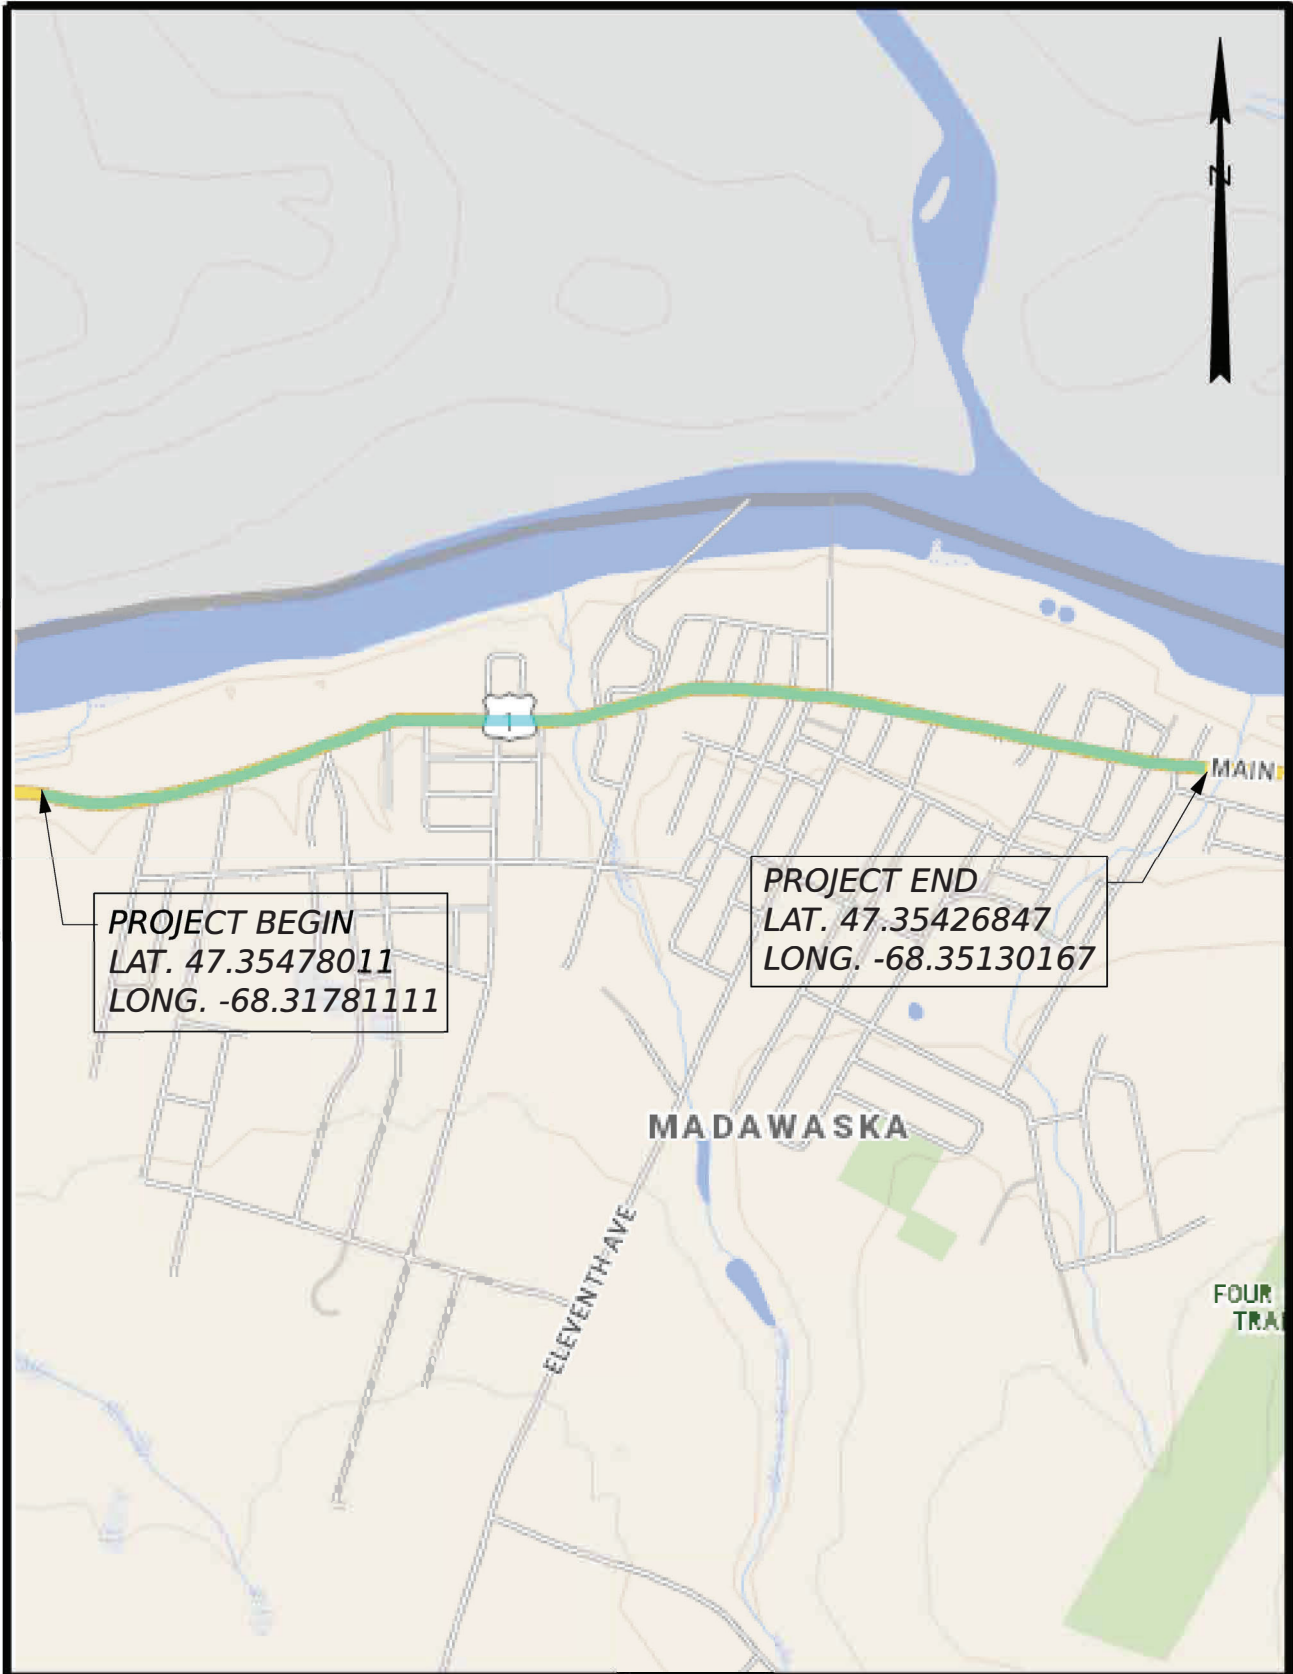 N
1
MAIN
PROJECT END
LAT. 47.35426847
LONG. -68.35130167
PROJECT BEGIN
LAT. 47.35478011
LONG. -68.31781111
MADAWASKA
ELEVENTH AVE
FOUR
TRAI